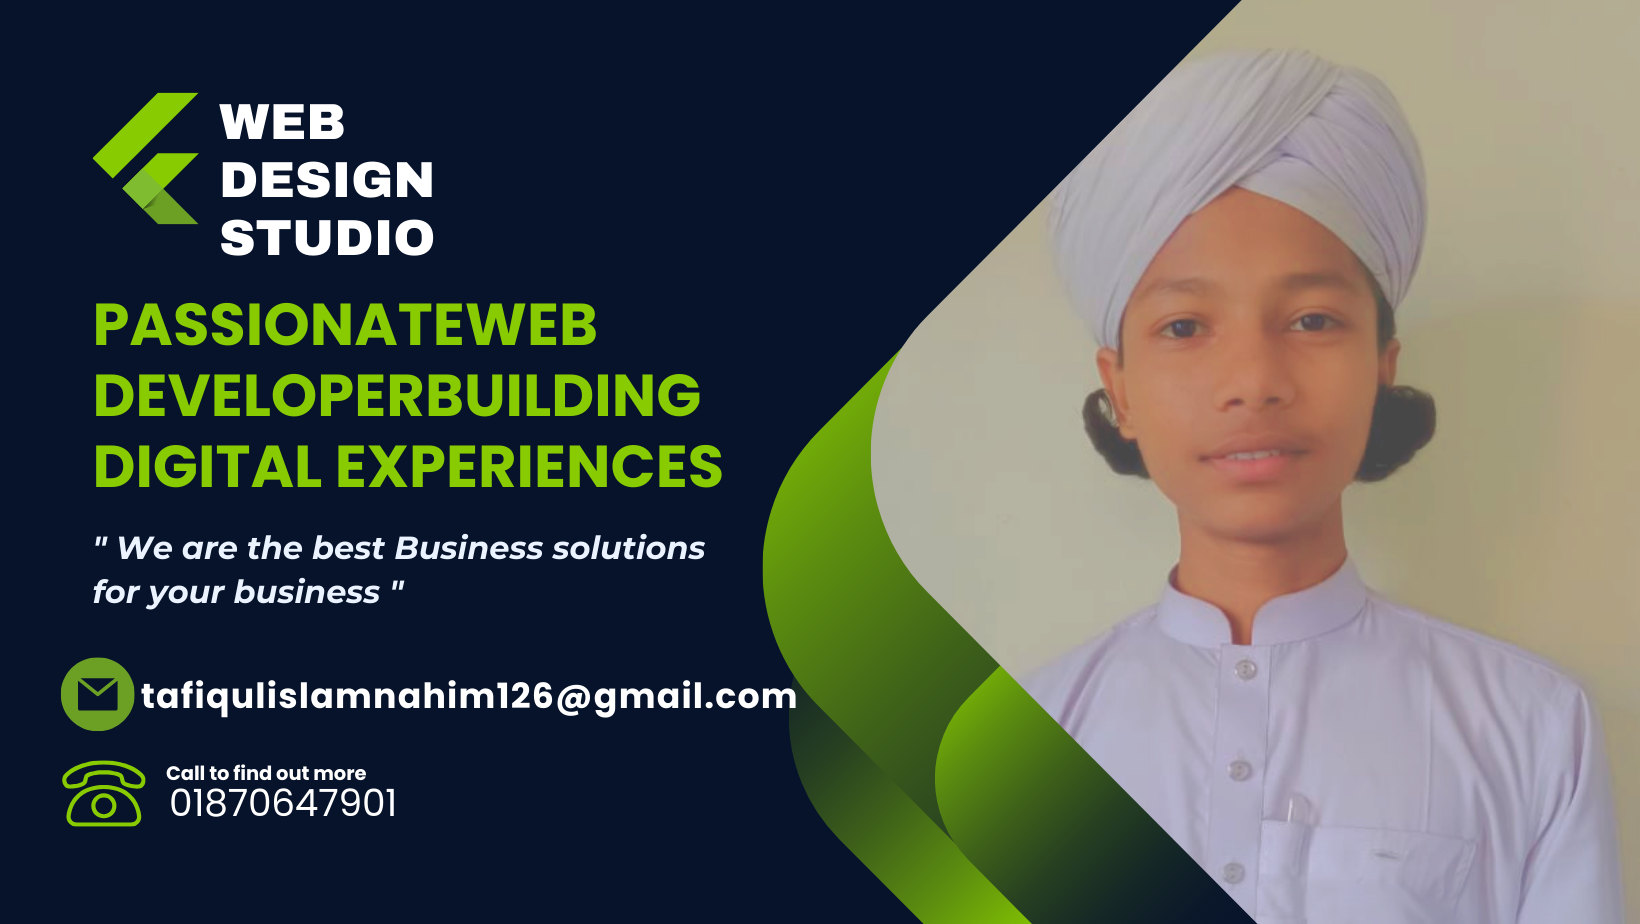 WEB
DESIGN
STUDIO
PASSIONATEWEB
DEVELOPERBUILDING
DIGITAL EXPERIENCES
" We are the best Business solutions
for your business "
tafiqulislamnahim126@gmail.com
Call to find out more
01870647901